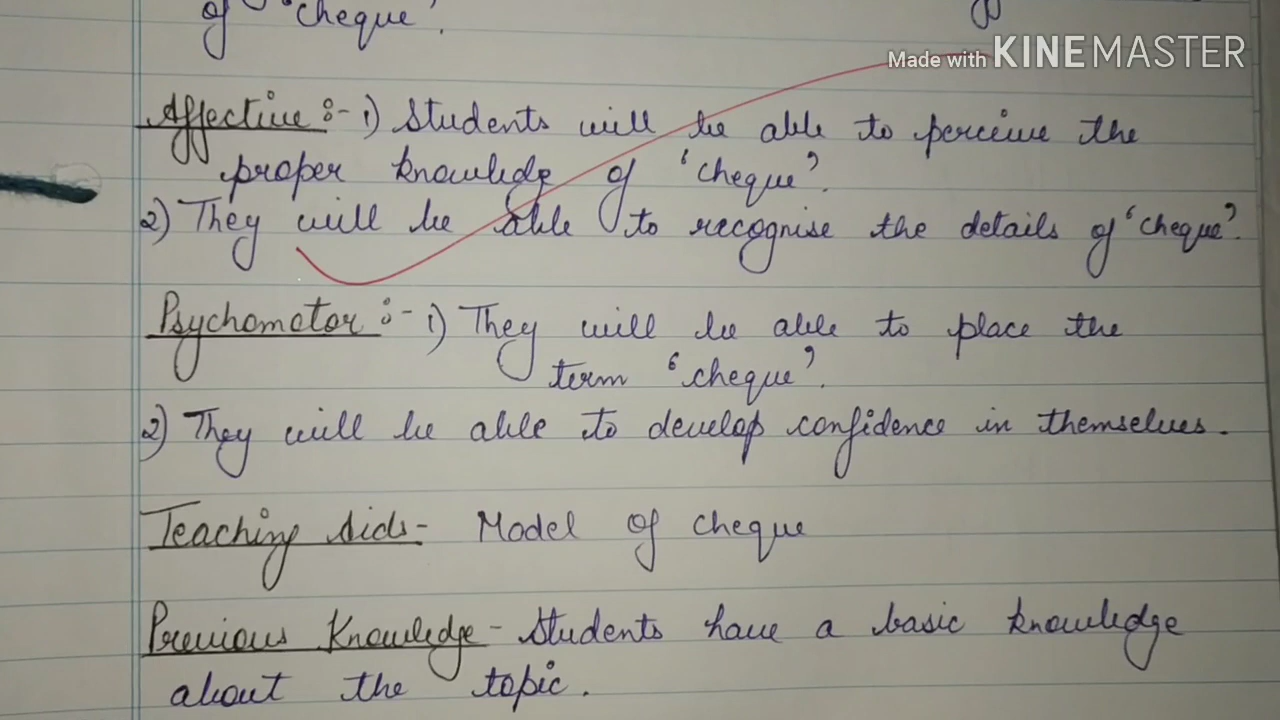 of 'cheque'.
Made with KINEMASTER
Affective :- 1) Students will be able to perceive the
proper knowledge of 'cheque'.
2) They will be able to recognise the details of 'cheque'.
Psychomotor :- 1) They will be able to place the
term 'cheque'.
2) They will be able to develop confidence in themselves.
Teaching Aids - Model of cheque
Previous Knowledge - Students have a basic knowledge
about the topic.